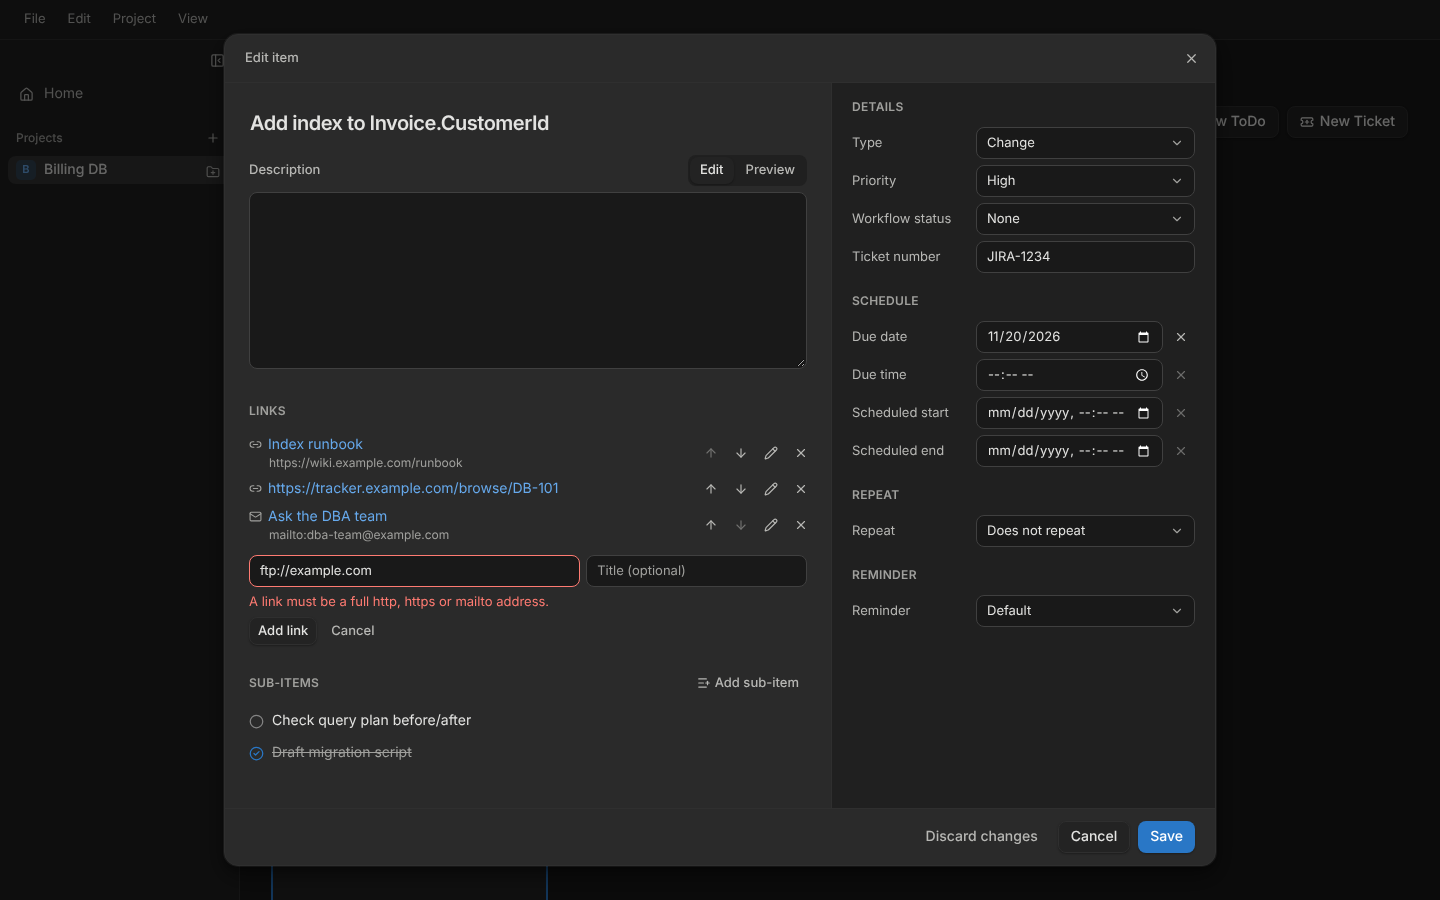 File Edit Project View
Edit item
Home
Projects
B Billing DB
w ToDo
New Ticket
Add index to Invoice.CustomerId
Description
Edit Preview
LINKS
Index runbook
https://wiki.example.com/runbook
https://tracker.example.com/browse/DB-101
Ask the DBA team
mailto:dba-team@example.com
ftp://example.com
Title (optional)
A link must be a full http, https or mailto address.
Add link Cancel
SUB-ITEMS
Add sub-item
Check query plan before/after
Draft migration script
DETAILS
Type Change
Priority High
Workflow status None
Ticket number JIRA-1234
SCHEDULE
Due date 11/20/2026
Due time --:-- --
Scheduled start mm/dd/yyyy, --:-- --
Scheduled end mm/dd/yyyy, --:-- --
REPEAT
Repeat Does not repeat
REMINDER
Reminder Default
Discard changes Cancel Save